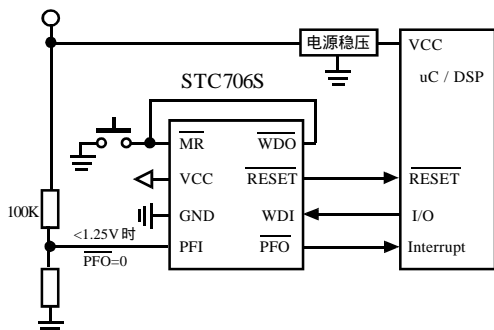 电源稳压
VCC
uC / DSP
STC706S
MR
WDO
VCC
RESET
RESET
100K
GND
WDI
I/O
<1.25V 时
PFI
PFO
Interrupt
PFO=0